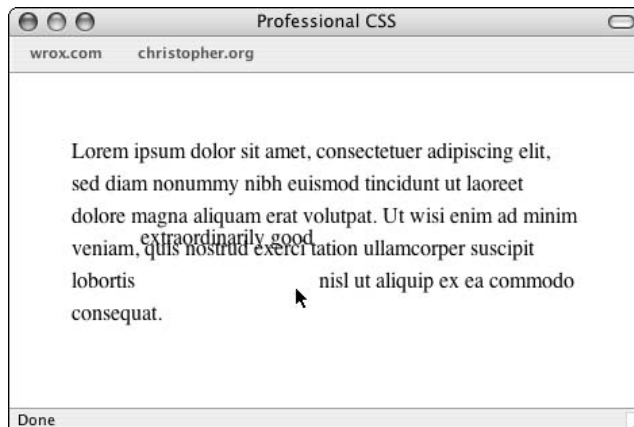 Professional CSS
wrox.com christopher.org
Lorem ipsum dolor sit amet, consectetuer adipiscing elit,
sed diam nonummy nibh euismod tincidunt ut laoreet
dolore magna aliquam erat volutpat. Ut wisi enim ad minim
extraordinarily good
veniam, quis nostrud exerci tation ullamcorper suscipit
lobortis nisl ut aliquip ex ea commodo
consequat.
Done